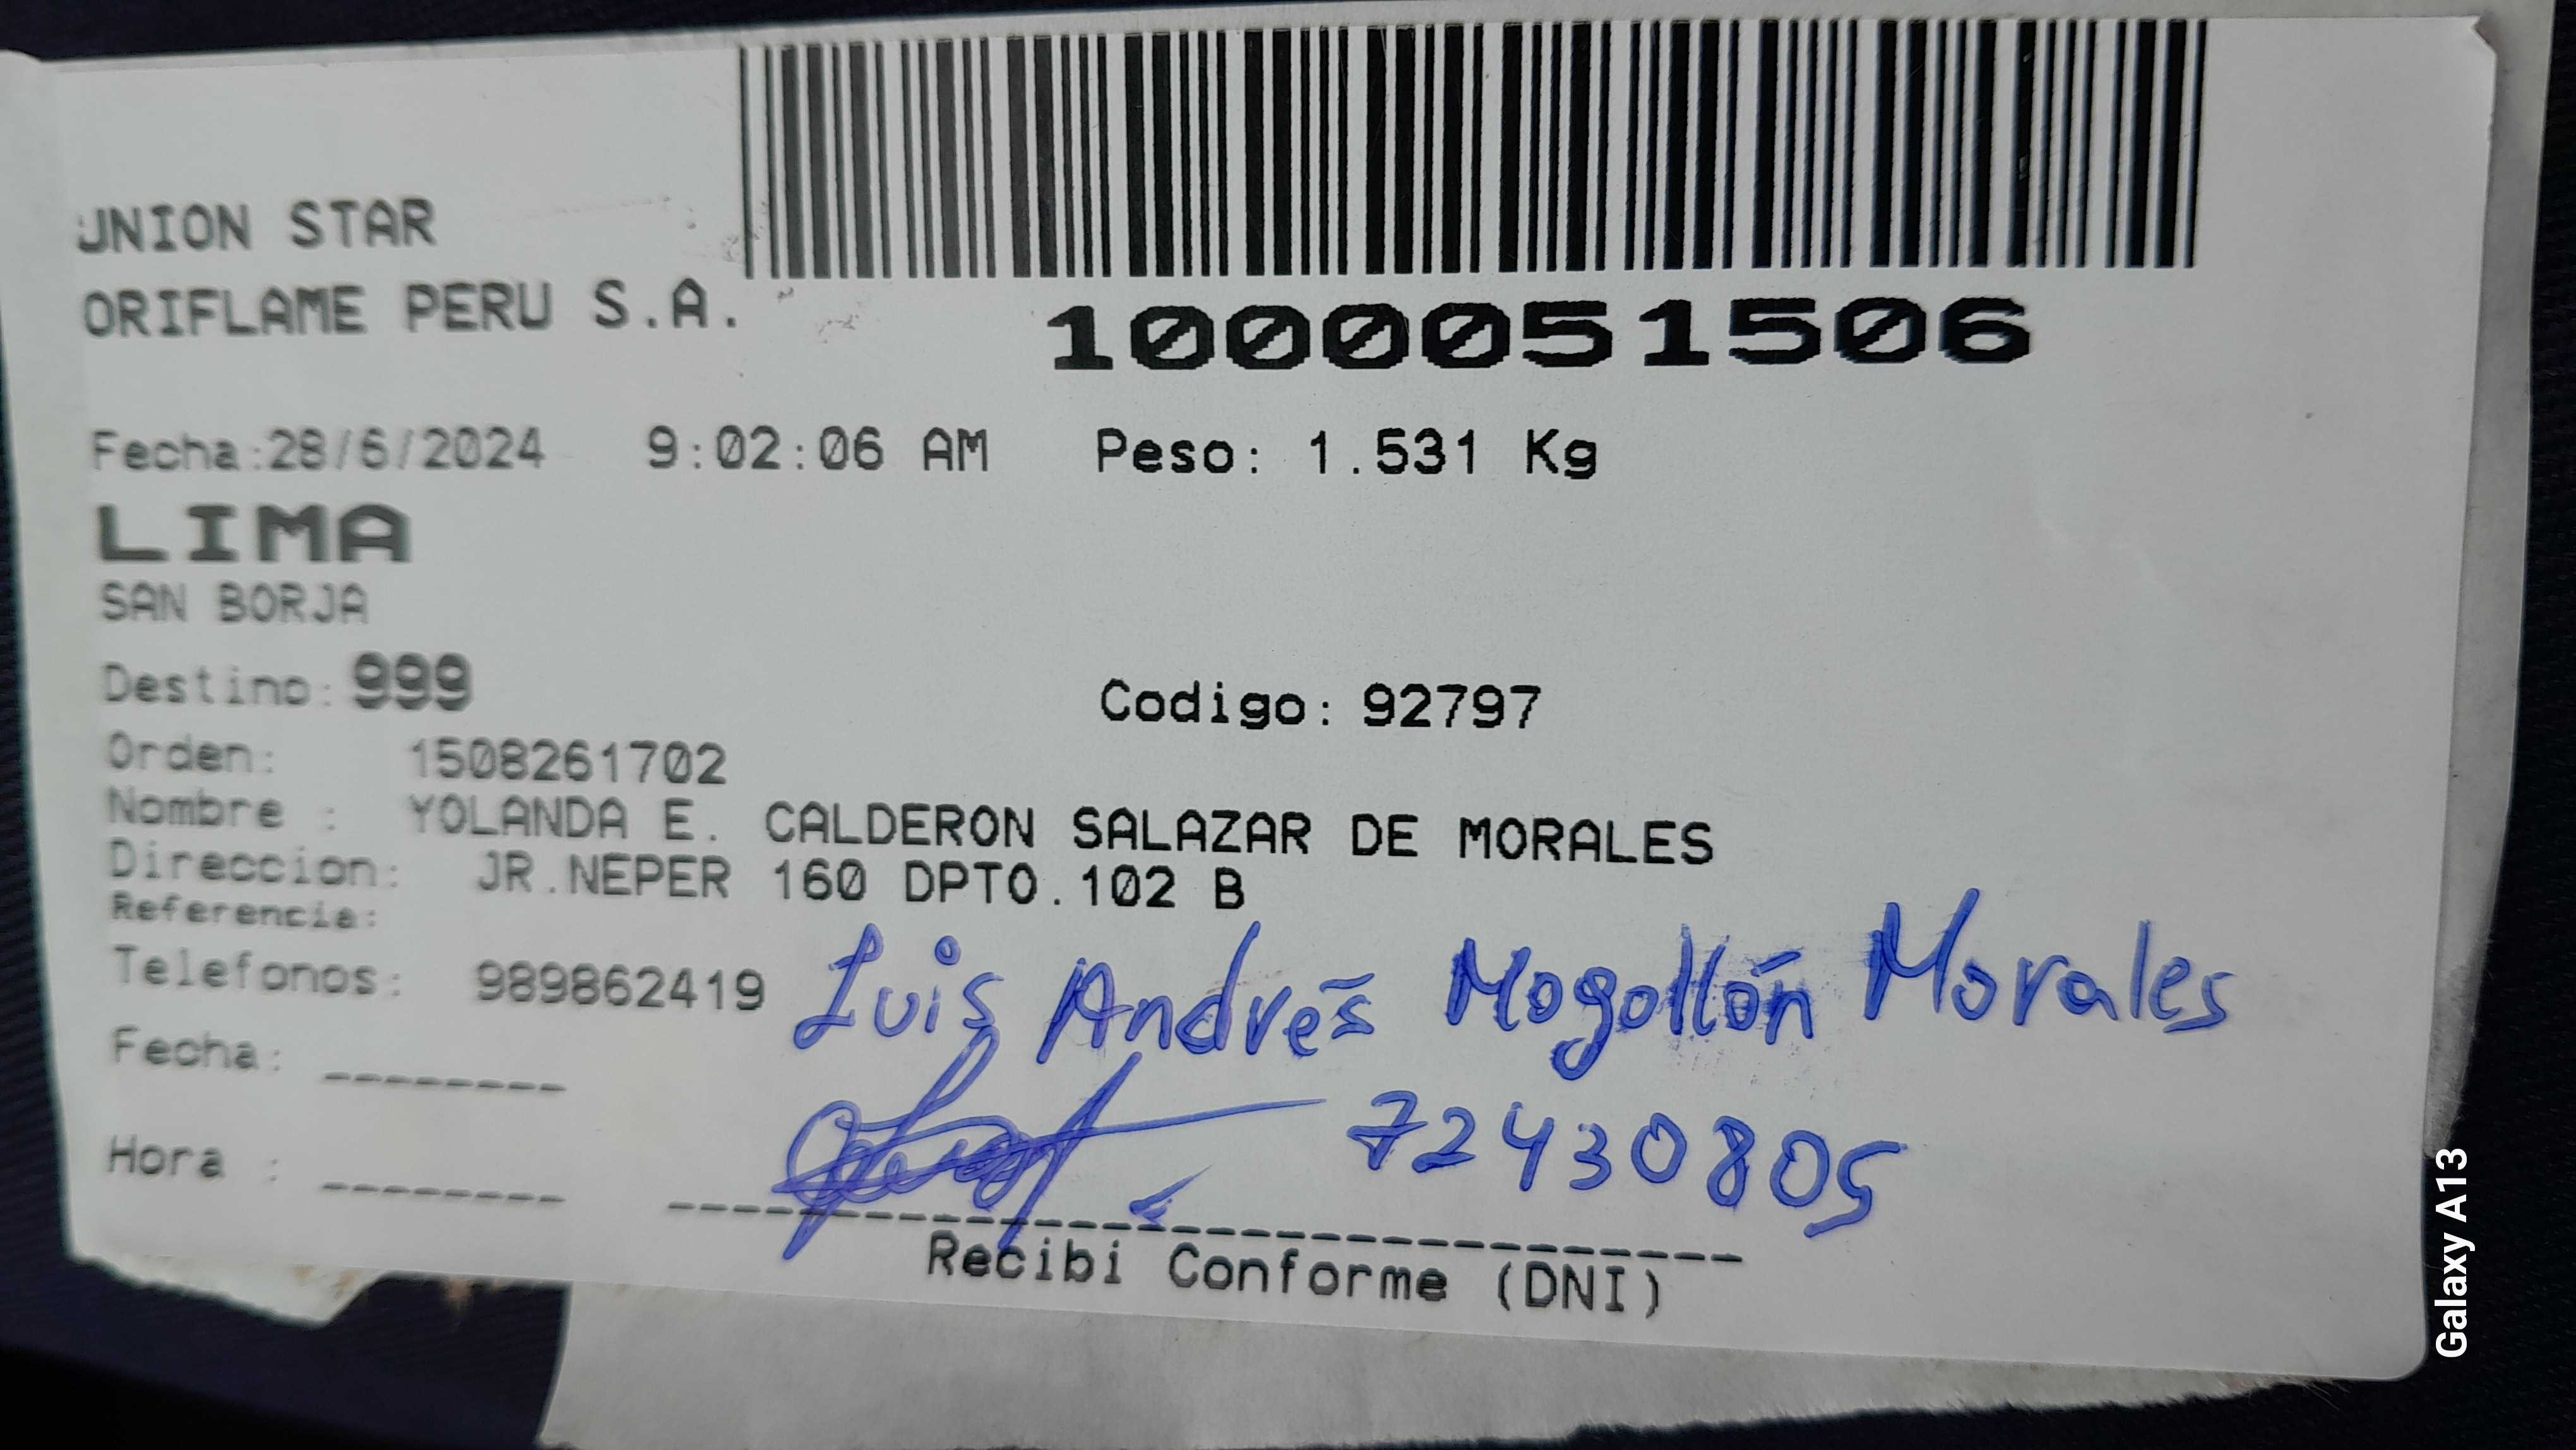 UNION STAR
ORIFLAME PERU S.A.
1000051506
Fecha:28/6/2024 9:02:06 AM Peso: 1.531 Kg
LIMA
SAN BORJA
Destino: 999 Codigo: 92797
Orden: 1508261702
Nombre : YOLANDA E. CALDERON SALAZAR DE MORALES
Direccion: JR.NEPER 160 DPTO.102 B
Referencia:
Telefonos: 989862419 Luis Andrés Mogollón Morales
Fecha: --------
72430805
Hora : --------
Recibi Conforme (DNI)
Galaxy A13